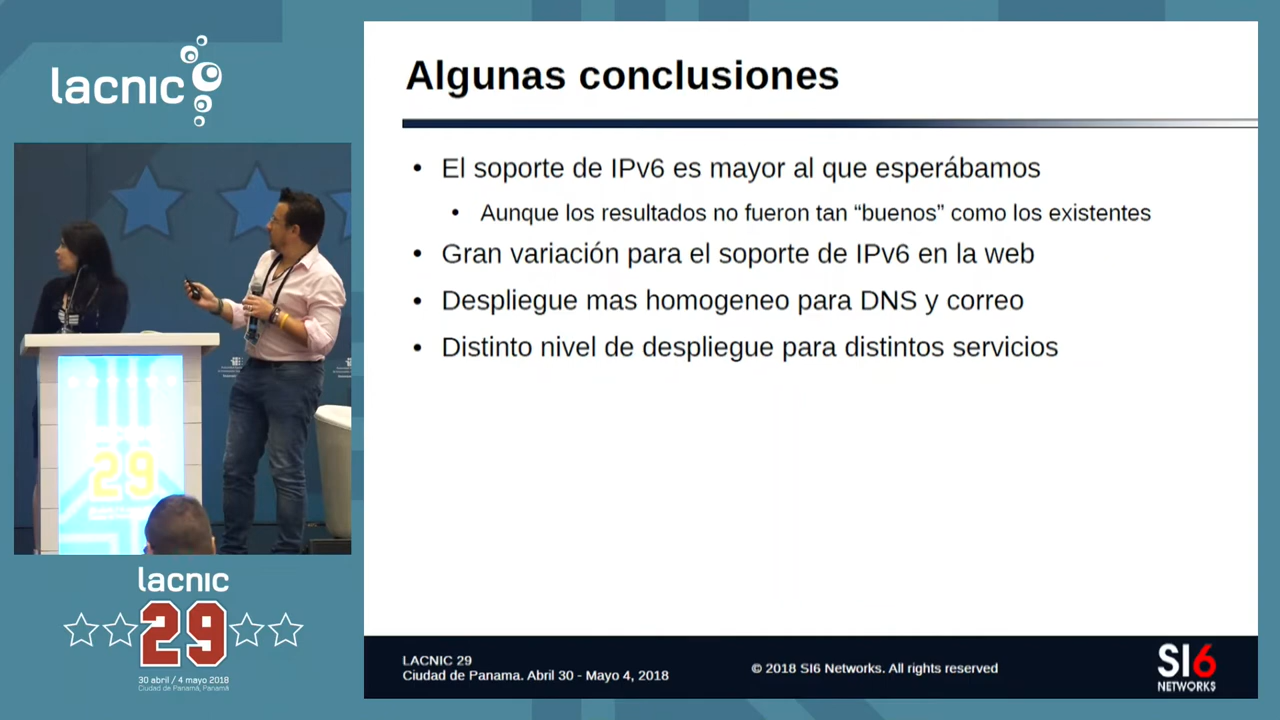 lacnic
29
lacnic
29
30 abril / 4 mayo 2018
Ciudad de Panamá, Panamá
Algunas conclusiones
• El soporte de IPv6 es mayor al que esperábamos
• Aunque los resultados no fueron tan “buenos” como los existentes
• Gran variación para el soporte de IPv6 en la web
• Despliegue mas homogeneo para DNS y correo
• Distinto nivel de despliegue para distintos servicios
LACNIC 29
Ciudad de Panama. Abril 30 - Mayo 4, 2018
© 2018 SI6 Networks. All rights reserved
SI6
NETWORKS